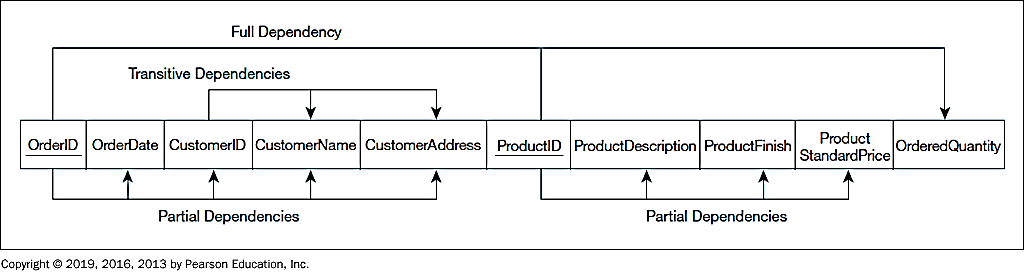 Full Dependency
Transitive Dependencies
OrderID OrderDate CustomerID CustomerName CustomerAddress ProductID ProductDescription ProductFinish Product
StandardPrice OrderedQuantity
Partial Dependencies Partial Dependencies
Copyright © 2019, 2016, 2013 by Pearson Education, Inc.